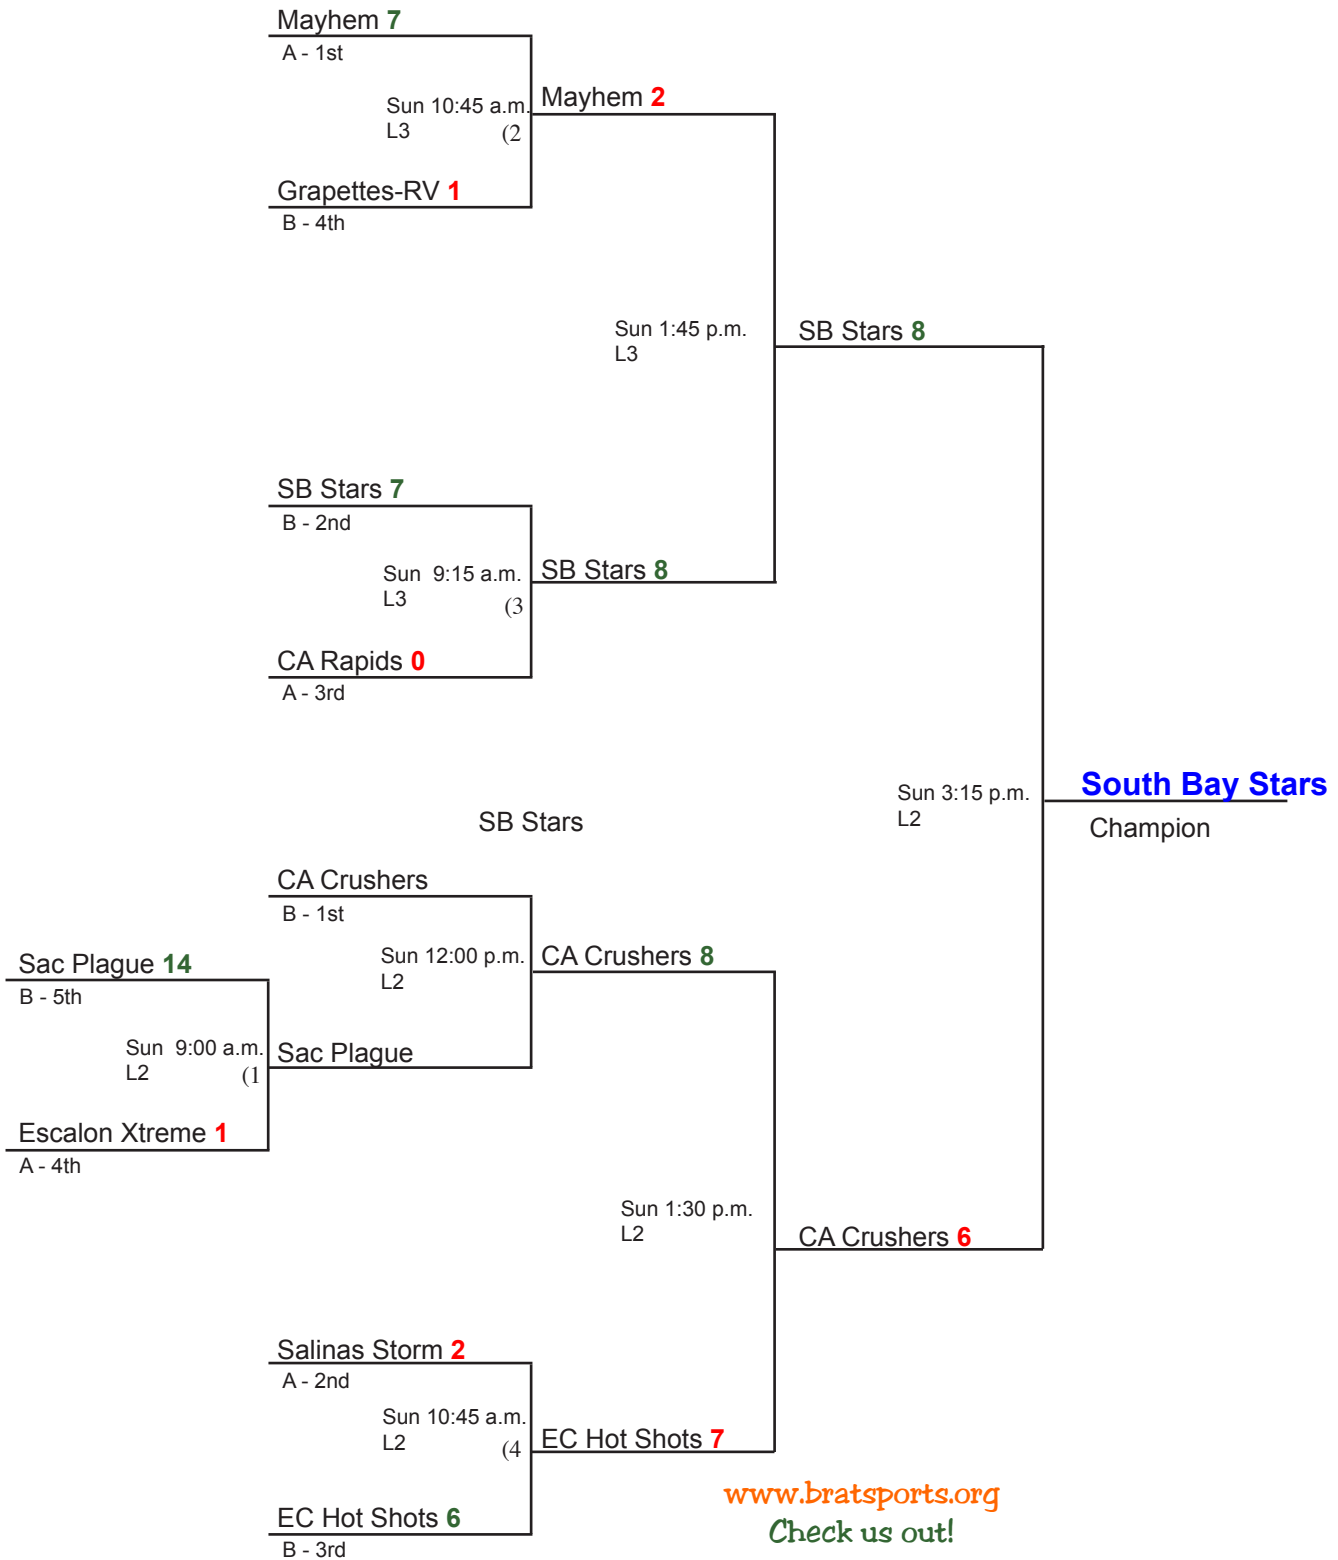 Mayhem 7
A - 1st
Sun 10:45 a.m.
L3 (2
Mayhem 2
Grapettes-RV 1
B - 4th
Sun 1:45 p.m.
L3
SB Stars 8
SB Stars 7
B - 2nd
Sun 9:15 a.m.
L3 (3
SB Stars 8
CA Rapids 0
A - 3rd
Sun 3:15 p.m.
L2
South Bay Stars
Champion
SB Stars
CA Crushers
B - 1st
Sun 12:00 p.m.
L2
CA Crushers 8
Sac Plague 14
B - 5th
Sun 9:00 a.m.
L2 (1
Sac Plague
Escalon Xtreme 1
A - 4th
Sun 1:30 p.m.
L2
CA Crushers 6
Salinas Storm 2
A - 2nd
Sun 10:45 a.m.
L2 (4
EC Hot Shots 7
EC Hot Shots 6
B - 3rd
www.bratsports.org
Check us out!